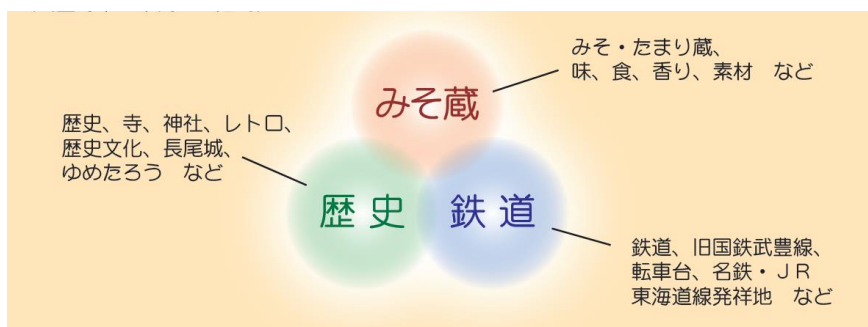 みそ・たまり蔵、
味、食、香り、素材　など
みそ蔵
歴史、寺、神社、レトロ、
歴史文化、長尾城、
ゆめたろう　など
歴史
鉄道
鉄道、旧国鉄武豊線、
転車台、名鉄・ＪＲ
東海道線発祥地　など